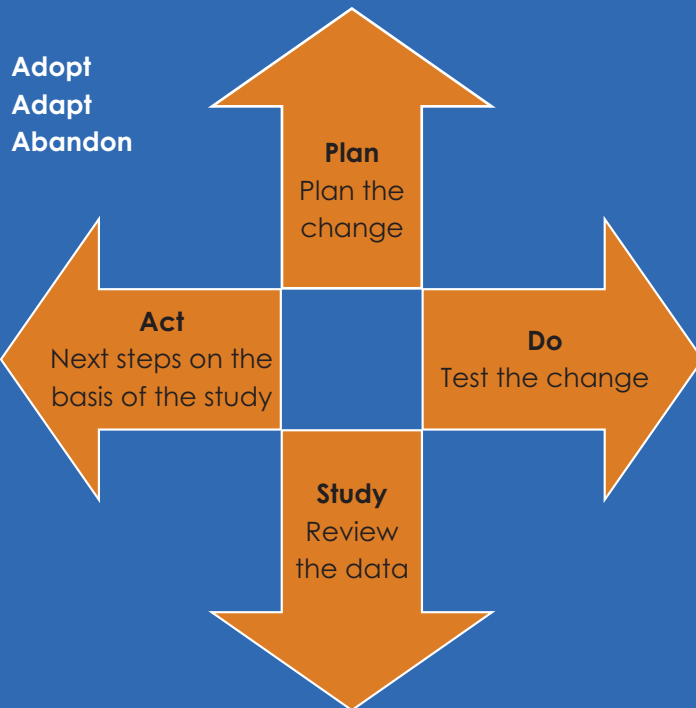 Adopt
Adapt
Abandon
Plan
Plan the
change
Act
Next steps on the
basis of the study
Do
Test the change
Study
Review
the data